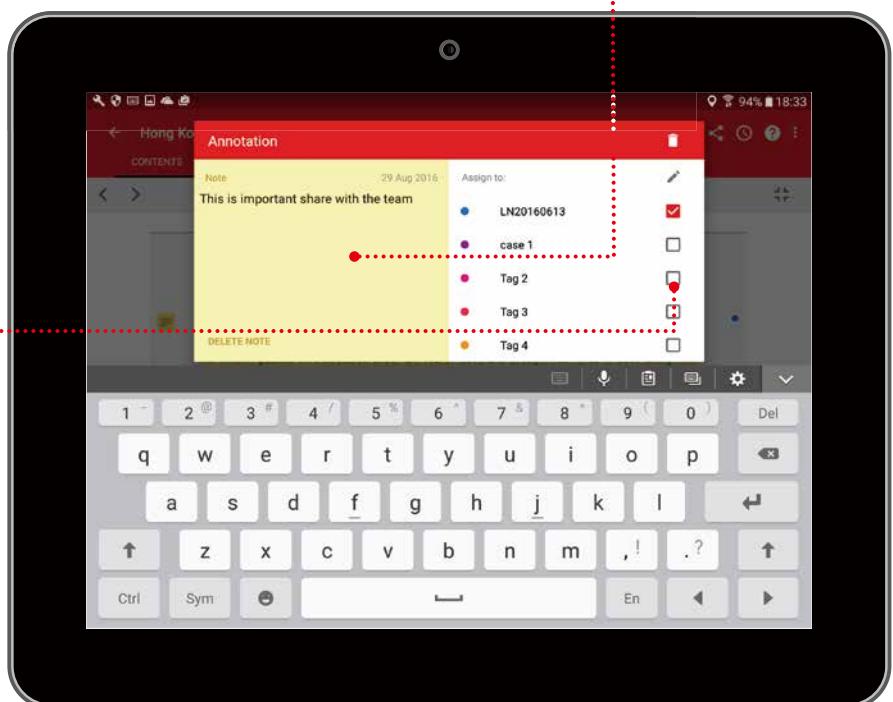 94% 18:33
Hong Ko
Annotation
CONTENTS
Note 29 Aug 2016
Assign to:
This is important share with the team
LN20160613
case 1
Tag 2
Tag 3
Tag 4
DELETE NOTE
1 - 2 @ 3 # 4 / 5 % 6 ^ 7 & 8 * 9 ( 0 ) Del
q w e r t y u i o p
a s d f g h j k l
z x c v b n m , ! . ?
Ctrl Sym En